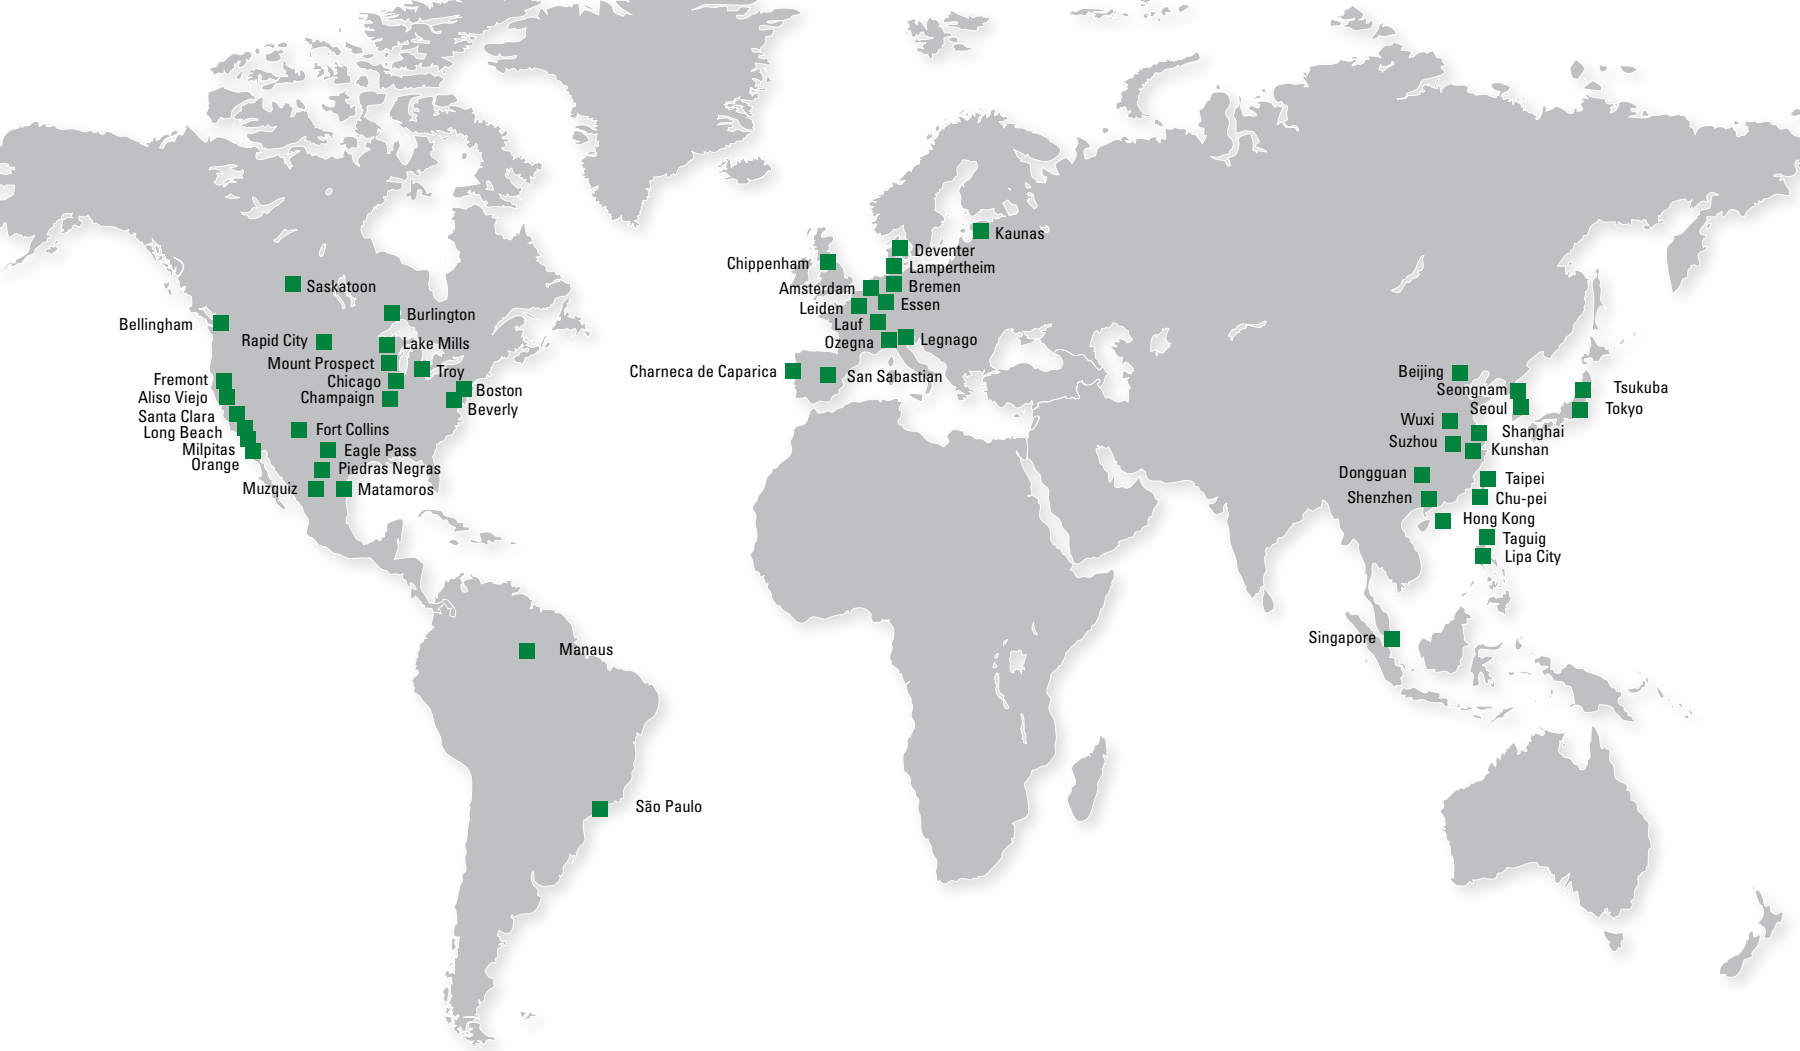 Saskatoon
Burlington
Bellingham
Rapid City
Lake Mills
Mount Prospect
Troy
Chicago
Fremont
Boston
Champaign
Aliso Viejo
Beverly
Santa Clara
Fort Collins
Long Beach
Milpitas
Eagle Pass
Orange
Piedras Negras
Muzquiz
Matamoros
Manaus
São Paulo
Kaunas
Deventer
Chippenham
Lampertheim
Amsterdam
Bremen
Essen
Leiden
Lauf
Legnago
Ozegna
Charneca de Caparica
San Sabastian
Beijing
Seongnam
Tsukuba
Seoul
Tokyo
Wuxi
Shanghai
Suzhou
Kunshan
Dongguan
Taipei
Shenzhen
Chu-pei
Hong Kong
Taguig
Lipa City
Singapore